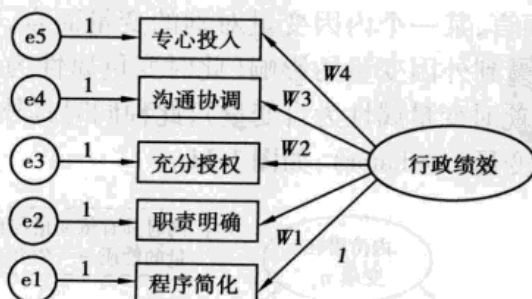 e5 1 专心投入
W4
e4 1 沟通协调 W3
e3 1 充分授权 W2 行政绩效
e2 1 职责明确
W1 1
e1 1 程序简化